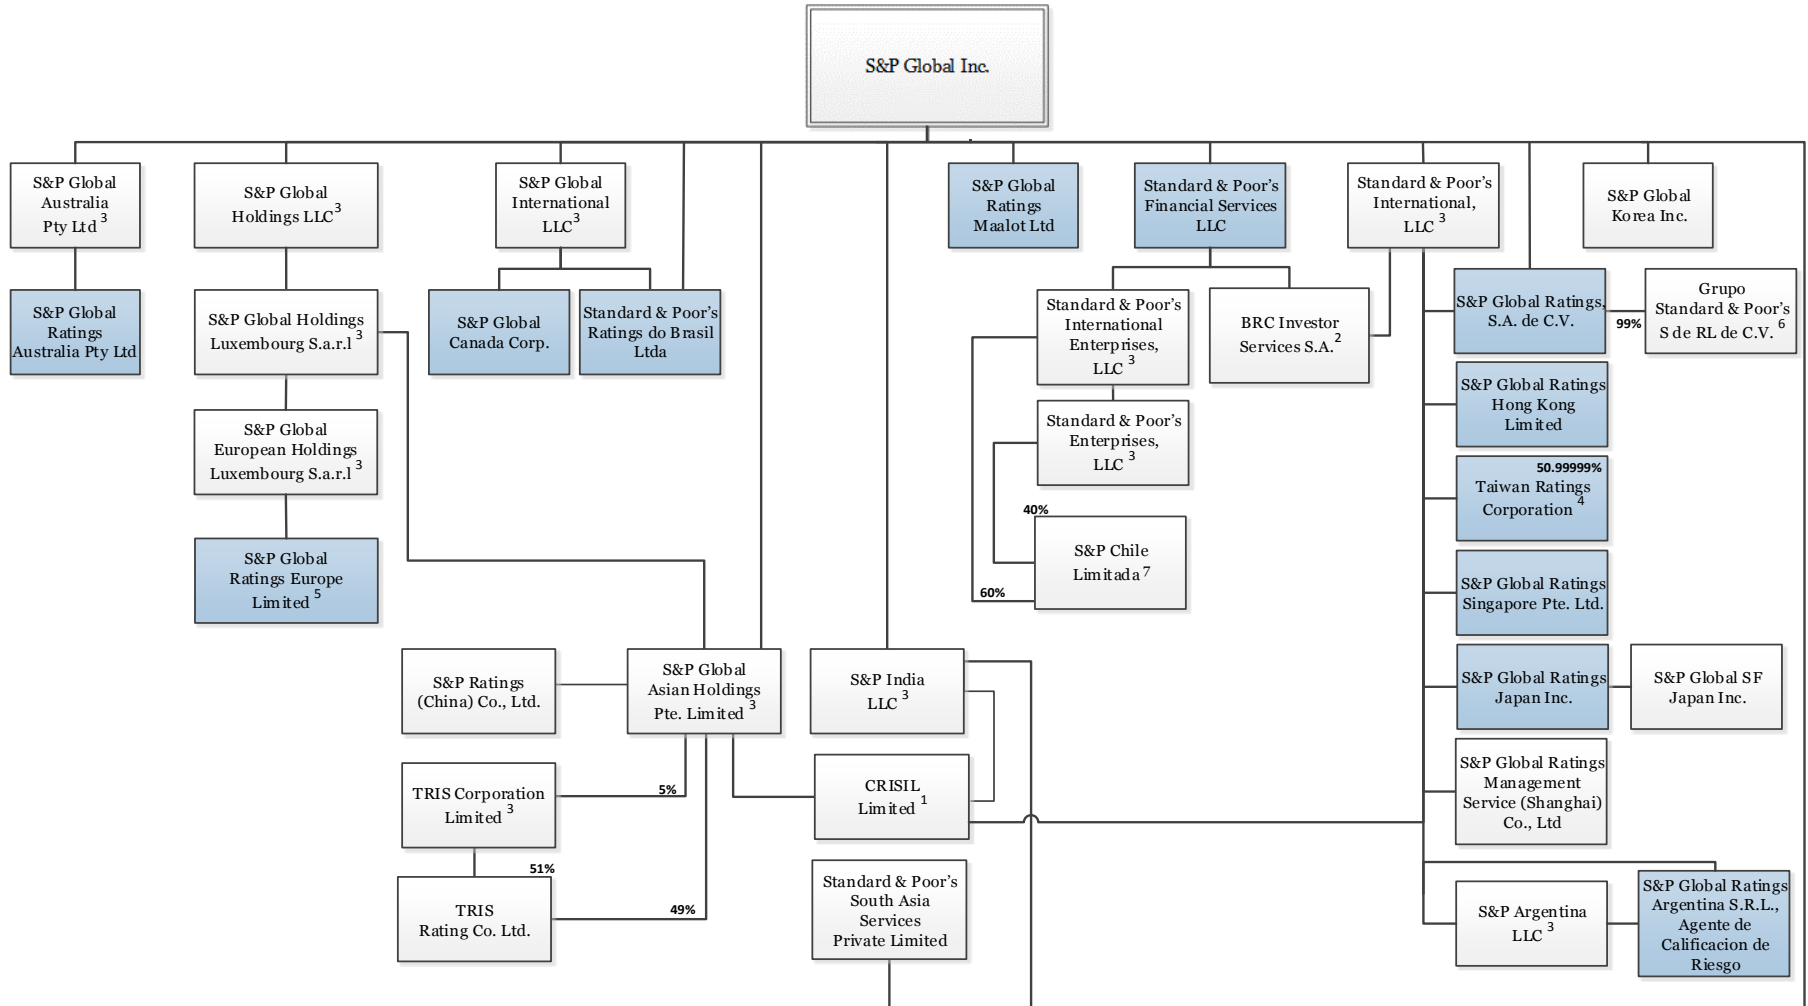 S&P Global Inc.
S&P Global
Australia
Pty Ltd 3
S&P Global
Holdings LLC 3
S&P Global
International
LLC 3
S&P Global
Ratings
Maalot Ltd
Standard & Poor's
Financial Services
LLC
Standard & Poor's
International,
LLC 3
S&P Global
Korea Inc.
S&P Global
Ratings
Australia Pty Ltd
S&P Global Holdings
Luxembourg S.a.r.l 3
S&P Global
Canada Corp.
Standard & Poor's
Ratings do Brasil
Ltda
Standard & Poor's
International
Enterprises,
LLC 3
BRC Investor
Services S.A. 2
S&P Global Ratings,
S.A. de C.V.
99%
Grupo
Standard & Poor's
S de RL de C.V. 6
S&P Global
European Holdings
Luxembourg S.a.r.l 3
Standard & Poor's
Enterprises,
LLC 3
S&P Global Ratings
Hong Kong
Limited
50.99999%
Taiwan Ratings
Corporation 4
S&P Global
Ratings Europe
Limited 5
40%
S&P Chile
Limitada 7
60%
S&P Global Ratings
Singapore Pte. Ltd.
S&P Ratings
(China) Co., Ltd.
S&P Global
Asian Holdings
Pte. Limited 3
S&P India
LLC 3
S&P Global Ratings
Japan Inc.
S&P Global SF
Japan Inc.
TRIS Corporation
Limited 3
5%
CRISIL
Limited 1
S&P Global Ratings
Management
Service (Shanghai)
Co., Ltd
51%
TRIS
Rating Co. Ltd.
49%
Standard & Poor's
South Asia
Services
Private Limited
S&P Argentina
LLC 3
S&P Global Ratings
Argentina S.R.L.,
Agente de
Calificacion de
Riesgo